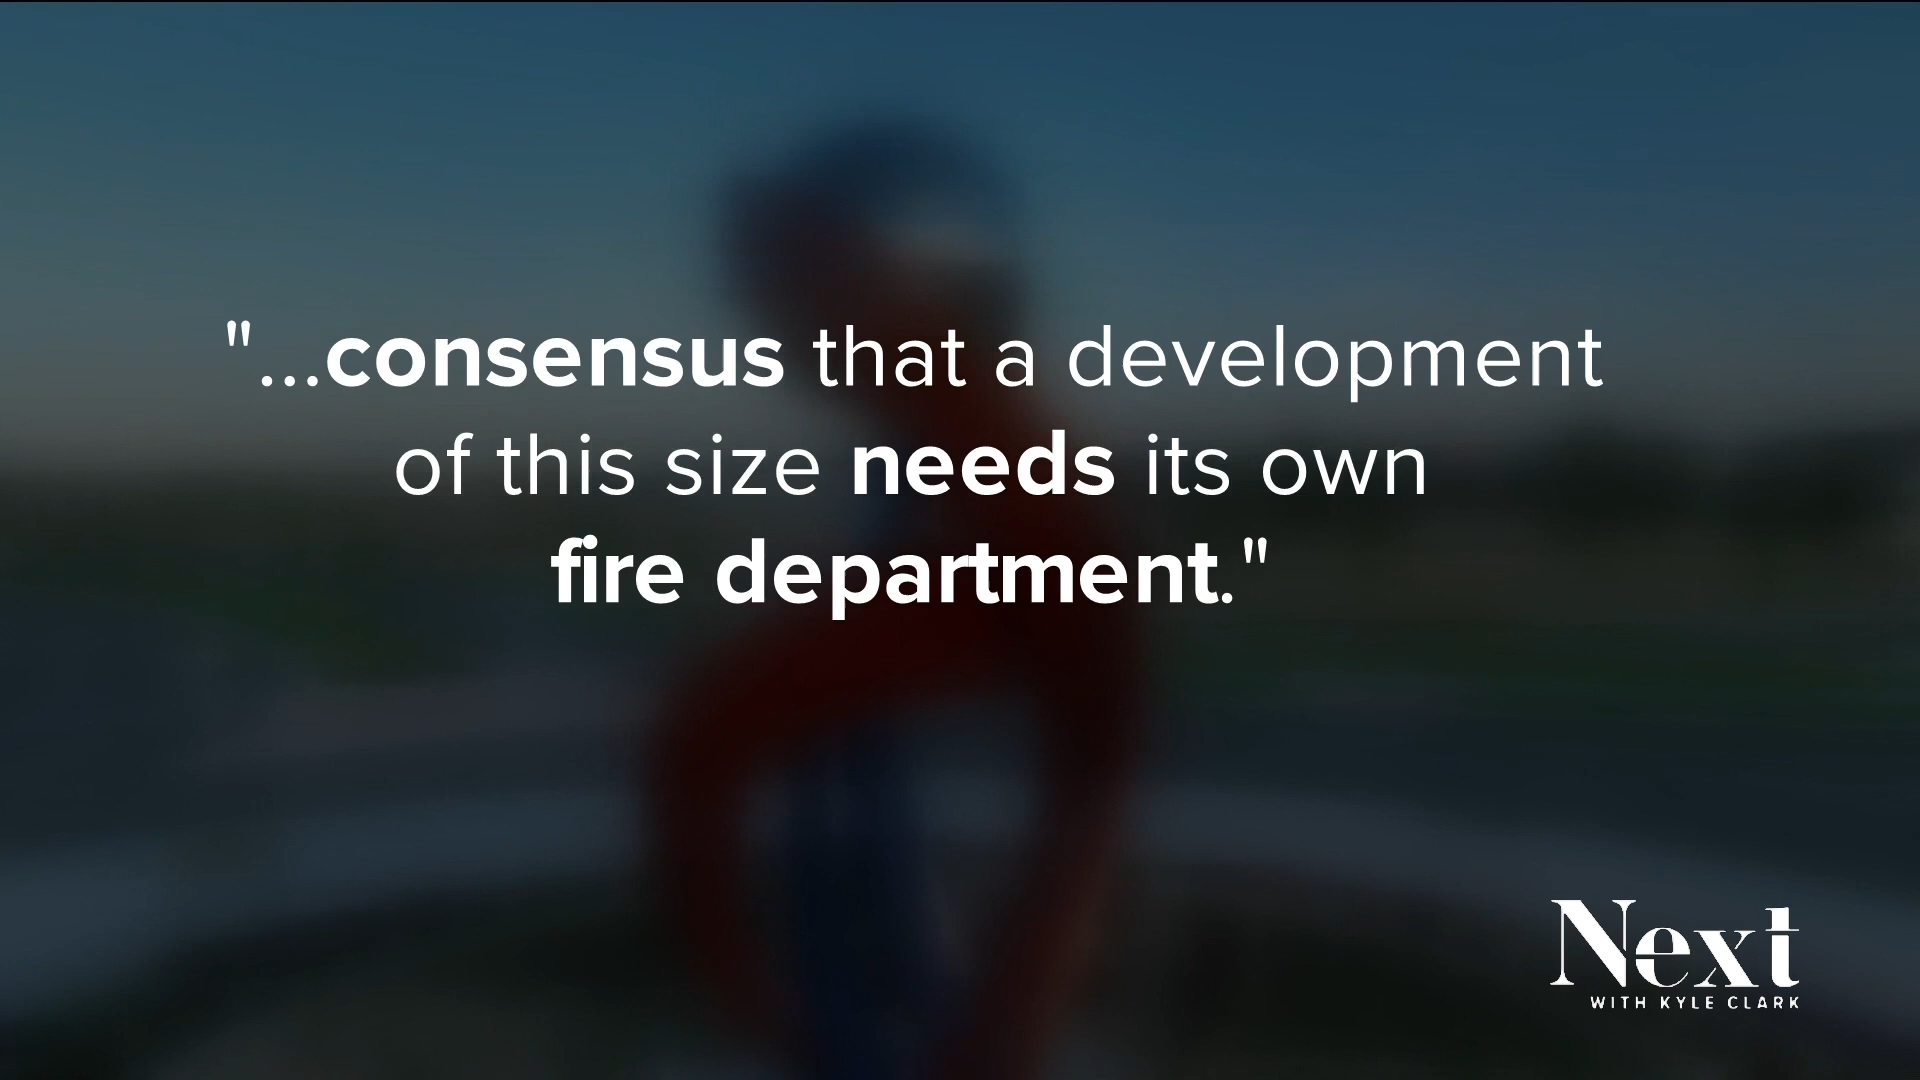 "...consensus that a development
of this size needs its own
fire department."
Next
WITH KYLE CLARK